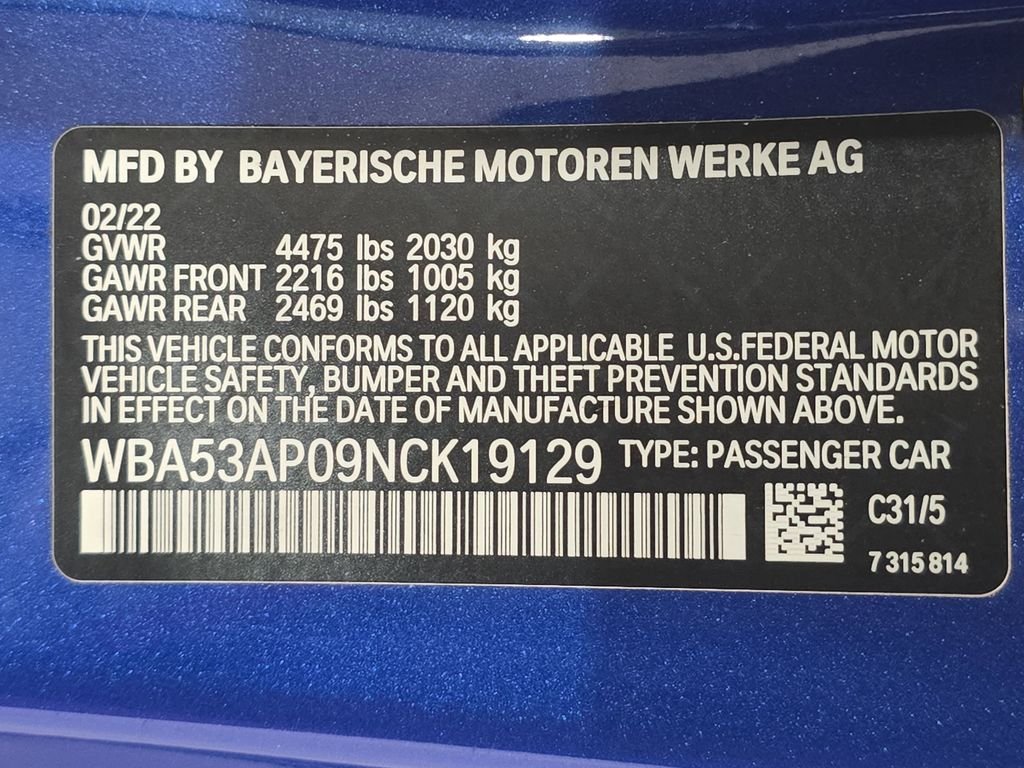 MFD BY BAYERISCHE MOTOREN WERKE AG
02/22
GVWR 4475 lbs 2030 kg
GAWR FRONT 2216 lbs 1005 kg
GAWR REAR 2469 lbs 1120 kg
THIS VEHICLE CONFORMS TO ALL APPLICABLE U.S.FEDERAL MOTOR
VEHICLE SAFETY, BUMPER AND THEFT PREVENTION STANDARDS
IN EFFECT ON THE DATE OF MANUFACTURE SHOWN ABOVE.
WBA53AP09NCK19129 TYPE: PASSENGER CAR
C31/5
7 315 814